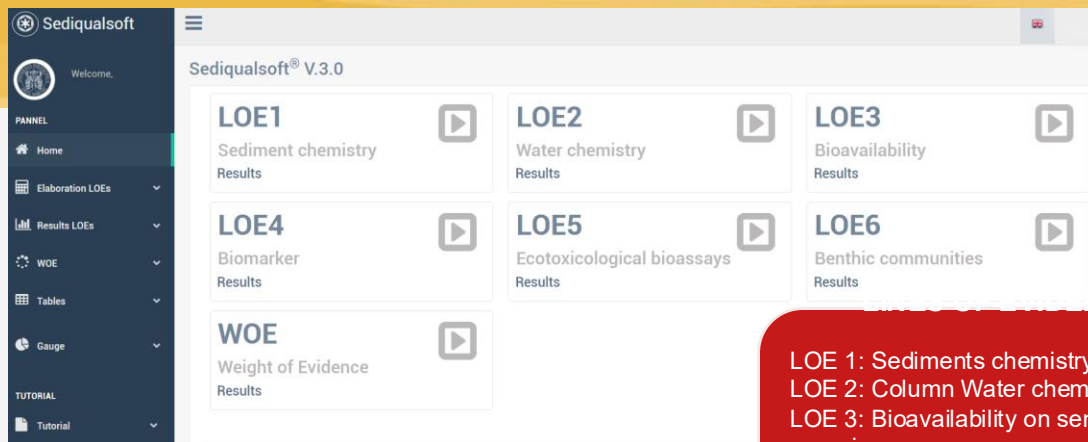 Sediqualsoft
Welcome,
PANNEL
Home
Elaboration LOEs
Results LOEs
WOE
Tables
Gauge
TUTORIAL
Tutorial
Sediqualsoft® V.3.0
LOE1
Sediment chemistry
Results
LOE2
Water chemistry
Results
LOE3
Bioavailability
Results
LOE4
Biomarker
Results
LOE5
Ecotoxicological bioassays
Results
LOE6
Benthic communities
Results
WOE
Weight of Evidence
Results
LOE 1: Sediments chemistry
LOE 2: Column Water chem
LOE 3: Bioavailability on sen